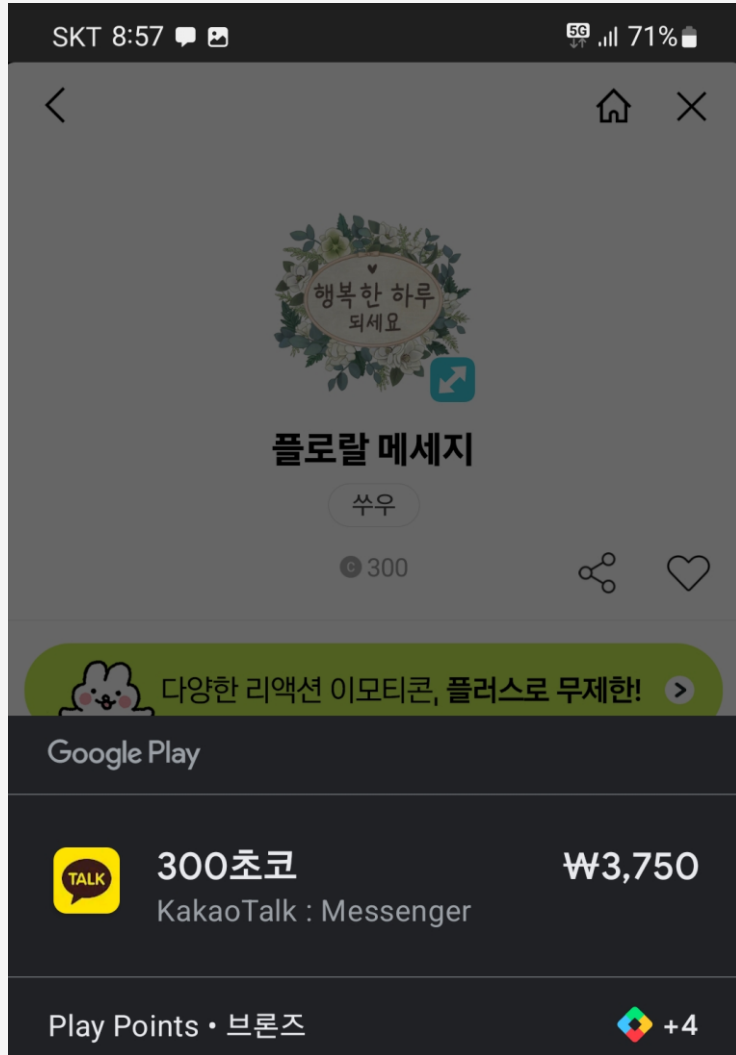 SKT 8:57
5G 71%
행복한 하루
되세요
플로랄 메세지
쑤우
C 300
다양한 리액션 이모티콘, 플러스로 무제한!
Google Play
TALK
300초코 ₩3,750
KakaoTalk : Messenger
Play Points • 브론즈 +4